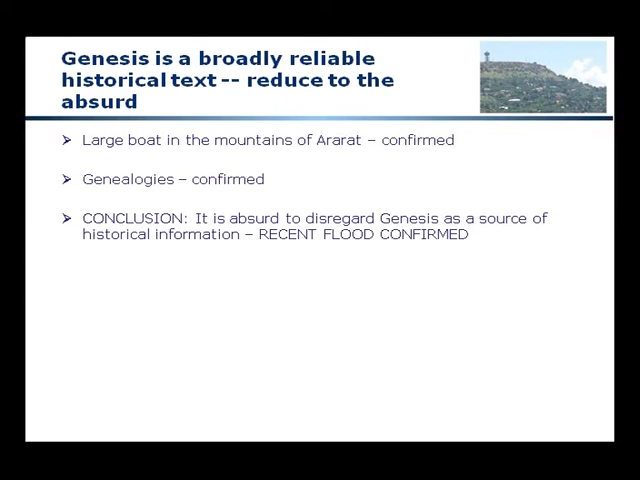 Genesis is a broadly reliable
historical text -- reduce to the
absurd
➢ Large boat in the mountains of Ararat – confirmed
➢ Genealogies – confirmed
➢ CONCLUSION: It is absurd to disregard Genesis as a source of
historical information – RECENT FLOOD CONFIRMED